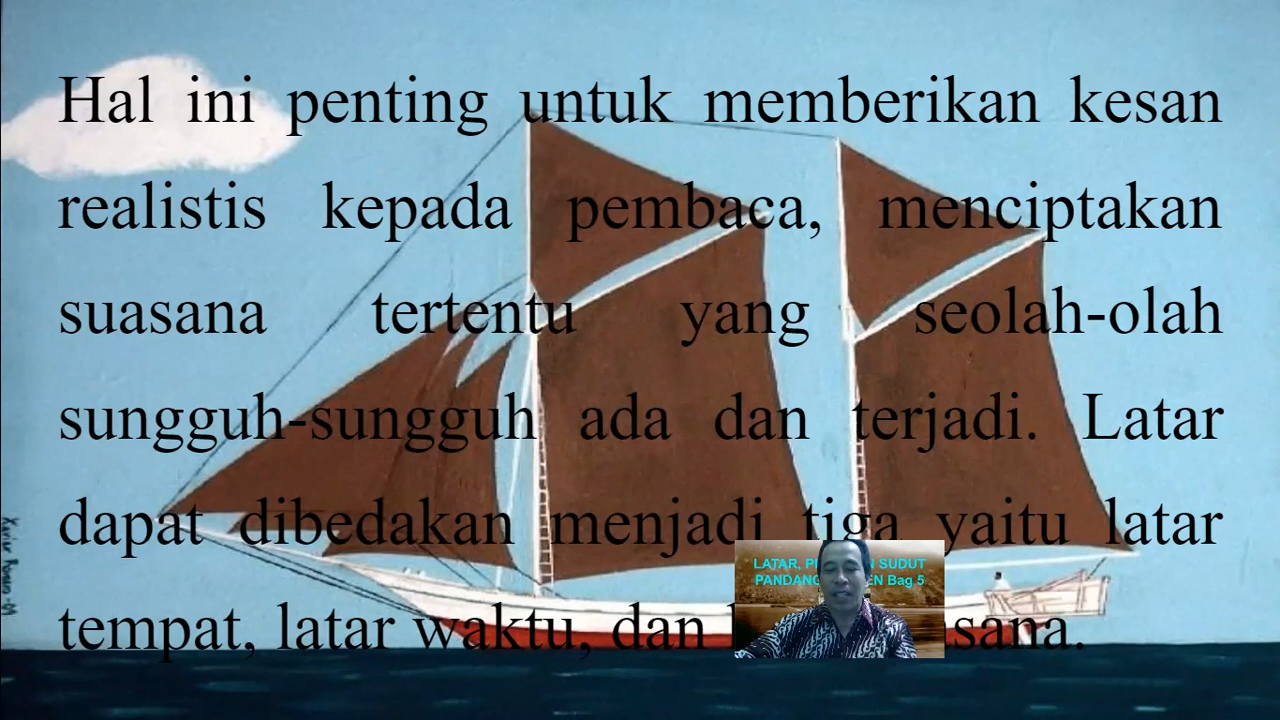 Hal ini penting untuk memberikan kesan
realistis kepada pembaca, menciptakan
suasana tertentu yang seolah-olah
sungguh-sungguh ada dan terjadi. Latar
dapat dibedakan menjadi tiga yaitu latar
tempat, latar waktu, dan sana.
LATAR, SUDUT
PANDANG Bag 5